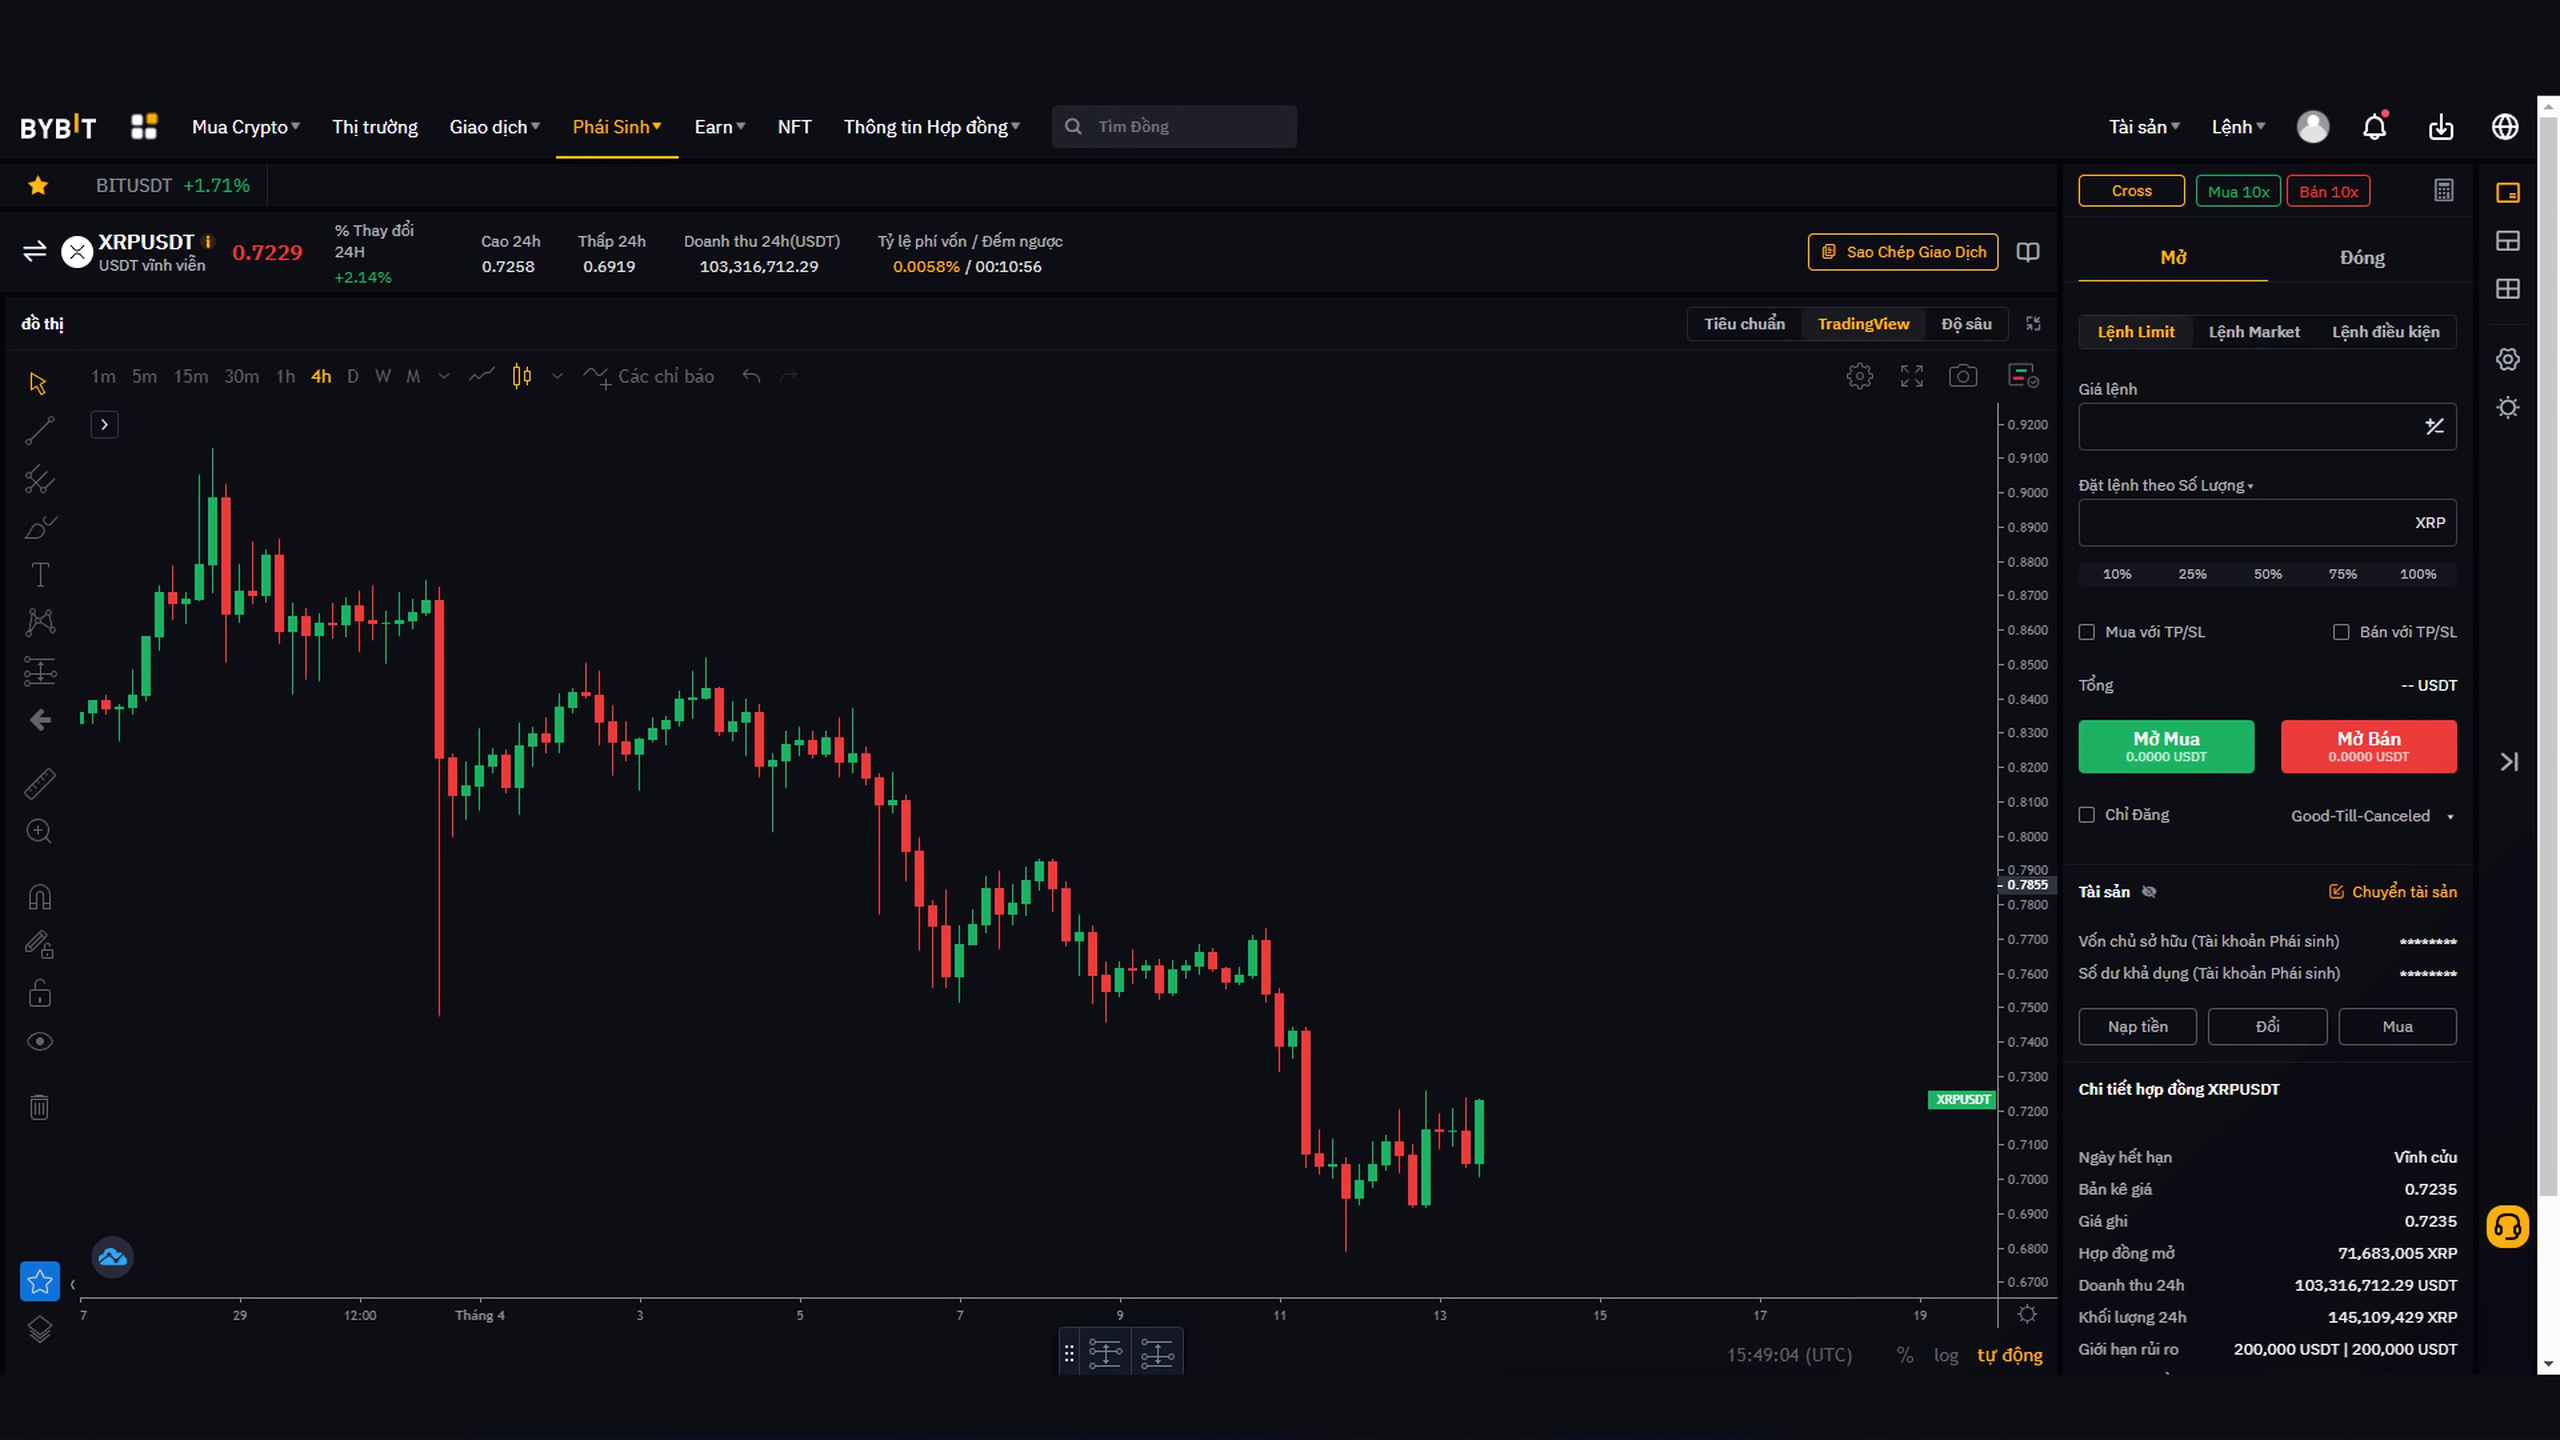 BYBIT
Mua Crypto
Thị trường
Giao dịch
Phái Sinh
Earn
NFT
Thông tin Hợp đồng
Tìm Đồng
Tài sản
Lệnh
BITUSDT +1.71%
XRPUSDT
USDT vĩnh viễn
0.7229
% Thay đổi
24H
+2.14%
Cao 24h
0.7258
Thấp 24h
0.6919
Doanh thu 24h(USDT)
103,316,712.29
Tỷ lệ phí vốn / Đếm ngược
0.0058% / 00:10:56
Sao Chép Giao Dịch
đồ thị
Tiêu chuẩn
TradingView
Độ sâu
1m 5m 15m 30m 1h 4h D W M
Các chỉ báo
0.9200
0.9100
0.9000
0.8900
0.8800
0.8700
0.8600
0.8500
0.8400
0.8300
0.8200
0.8100
0.8000
0.7900
0.7855
0.7800
0.7700
0.7600
0.7500
0.7400
0.7300
XRPUSDT
0.7200
0.7100
0.7000
0.6900
0.6800
0.6700
7 29 12:00 Tháng 4 3 5 7 9 11 13 15 17 19
15:49:04 (UTC) % log tự động
Cross
Mua 10x
Bán 10x
Mở
Đóng
Lệnh Limit
Lệnh Market
Lệnh điều kiện
Giá lệnh
Đặt lệnh theo Số Lượng
XRP
10% 25% 50% 75% 100%
Mua với TP/SL
Bán với TP/SL
Tổng
-- USDT
Mở Mua
0.0000 USDT
Mở Bán
0.0000 USDT
Chỉ Đăng
Good-Till-Canceled
Tài sản
Chuyển tài sản
Vốn chủ sở hữu (Tài khoản Phái sinh) ********
Số dư khả dụng (Tài khoản Phái sinh) ********
Nạp tiền
Đổi
Mua
Chi tiết hợp đồng XRPUSDT
Ngày hết hạn Vĩnh cửu
Bản kê giá 0.7235
Giá ghi 0.7235
Hợp đồng mở 71,683,005 XRP
Doanh thu 24h 103,316,712.29 USDT
Khối lượng 24h 145,109,429 XRP
Giới hạn rủi ro 200,000 USDT | 200,000 USDT